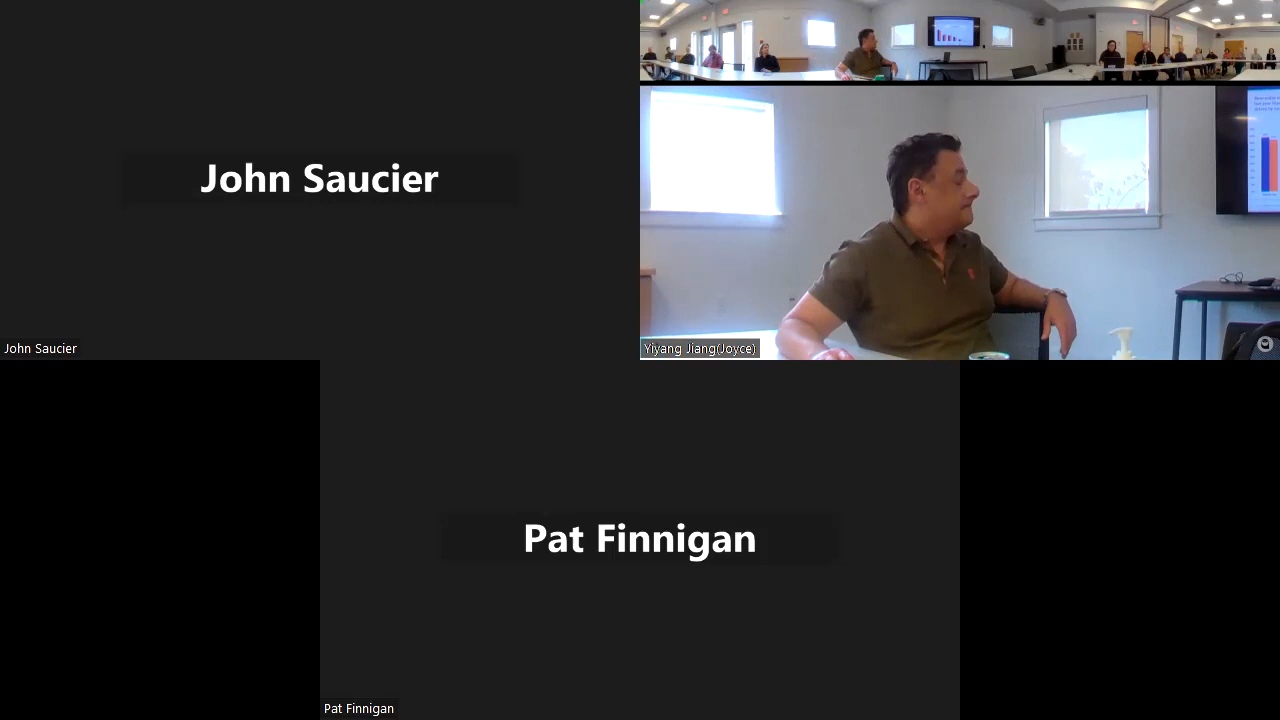 John Saucier
John Saucier
Yiyang Jiang(Joyce)
Pat Finnigan
Pat Finnigan